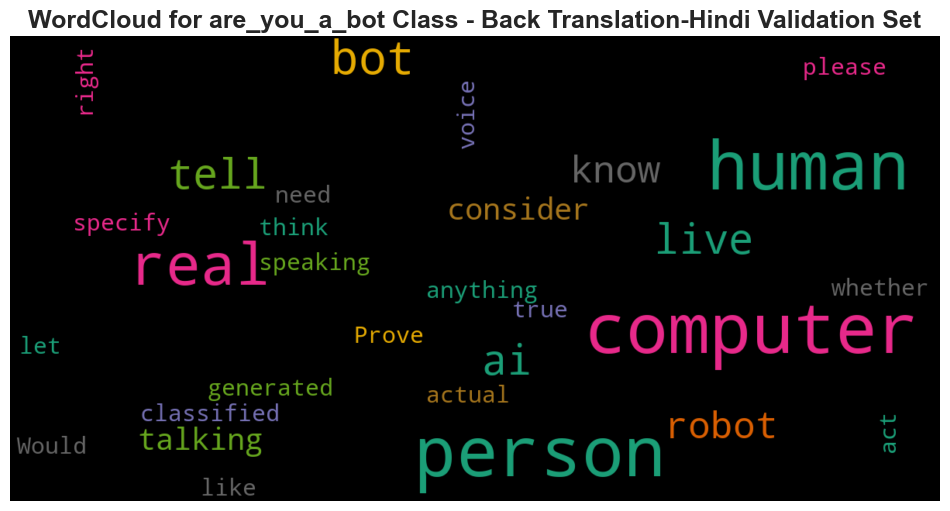 WordCloud for are_you_a_bot Class - Back Translation-Hindi Validation Set
bot
right
please
voice
human
tell
know
need
consider
specify
think
live
real
speaking
anything
whether
true
computer
Prove
let
ai
generated
actual
classified
robot
talking
act
Would
person
like